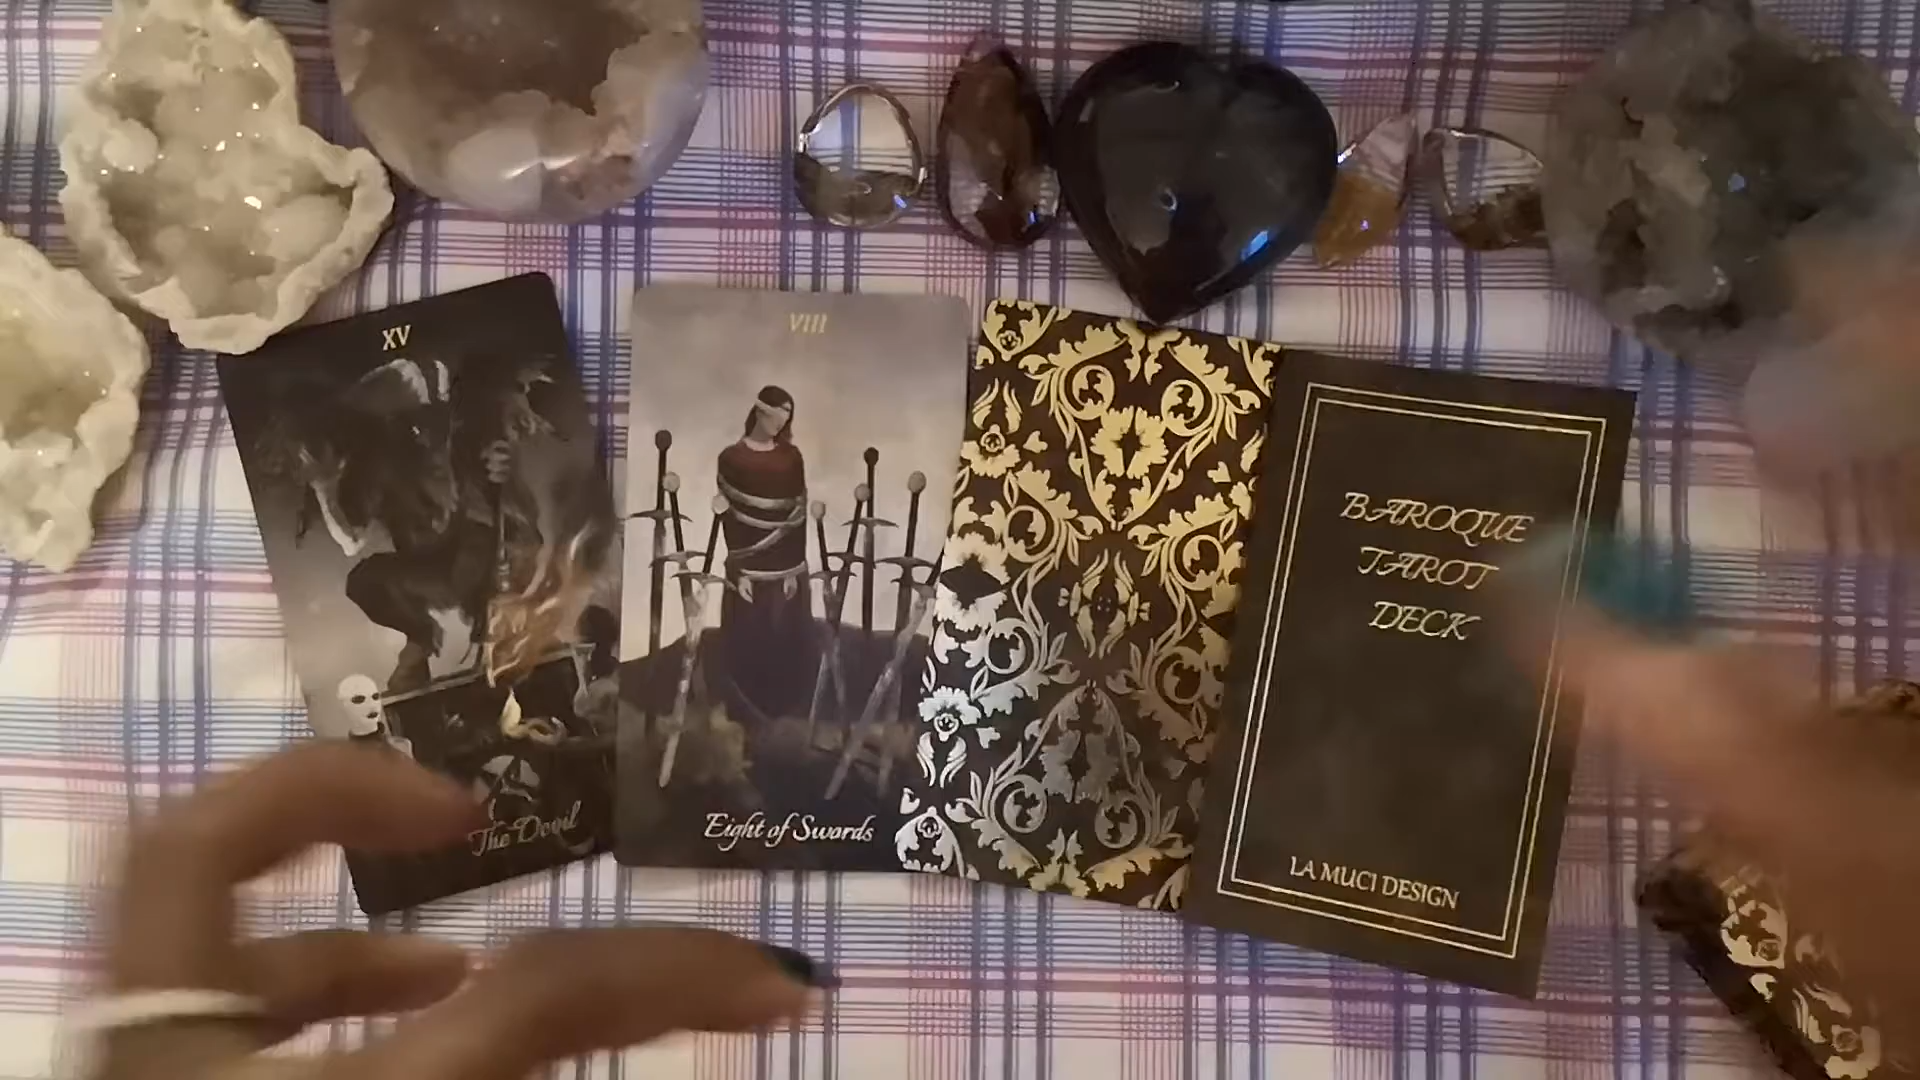 XV
The Devil
VIII
Eight of Swords
BAROQUE
TAROT
DECK
LA MUCI DESIGN